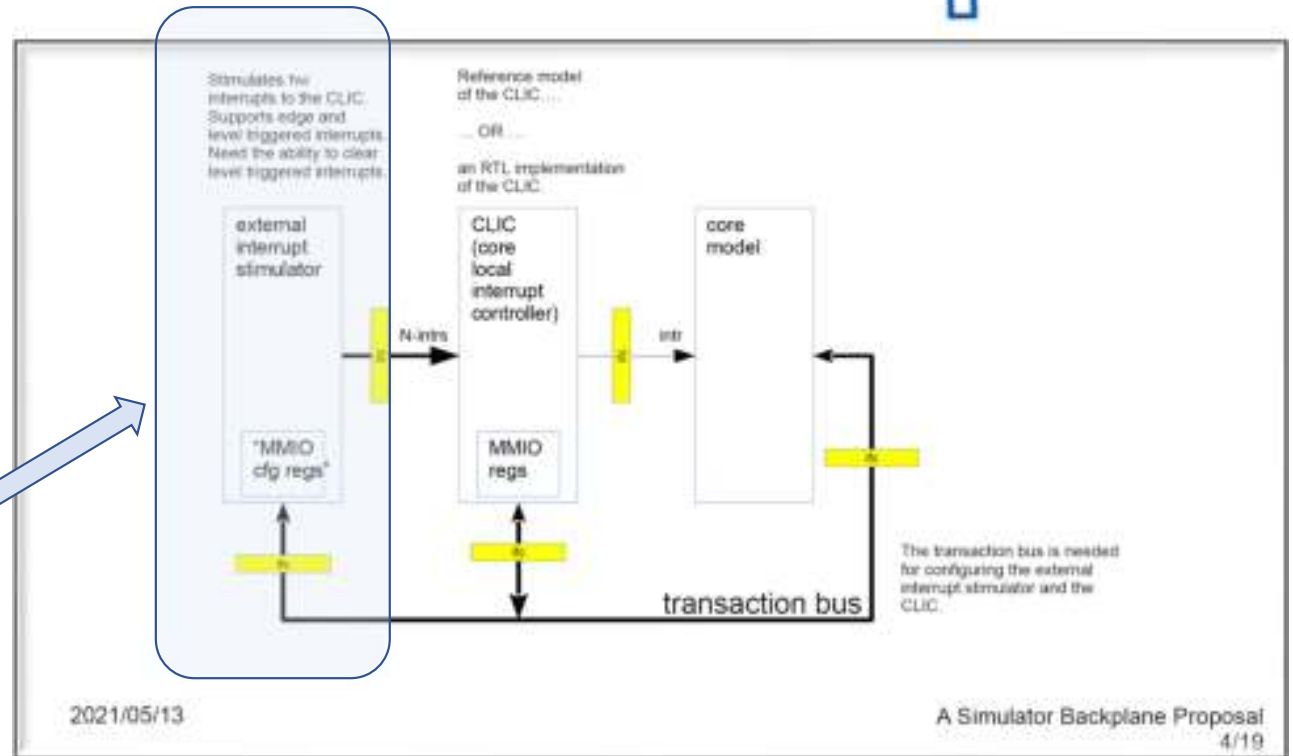 Stimulates hw
interrupts to the CLIC.
Supports edge and
level triggered interrupts.
Need the ability to clear
level triggered interrupts.
Reference model
of the CLIC....
... OR ...
an RTL implementation
of the CLIC.
external
interrupt
stimulator
CLIC
(core
local
interrupt
controller)
core
model
N-intrs
intr
"MMIO
cfg regs"
MMIO
regs
The transaction bus is needed
for configuring the external
interrupt stimulator and the
CLIC.
transaction bus
2021/05/13
A Simulator Backplane Proposal
4/19